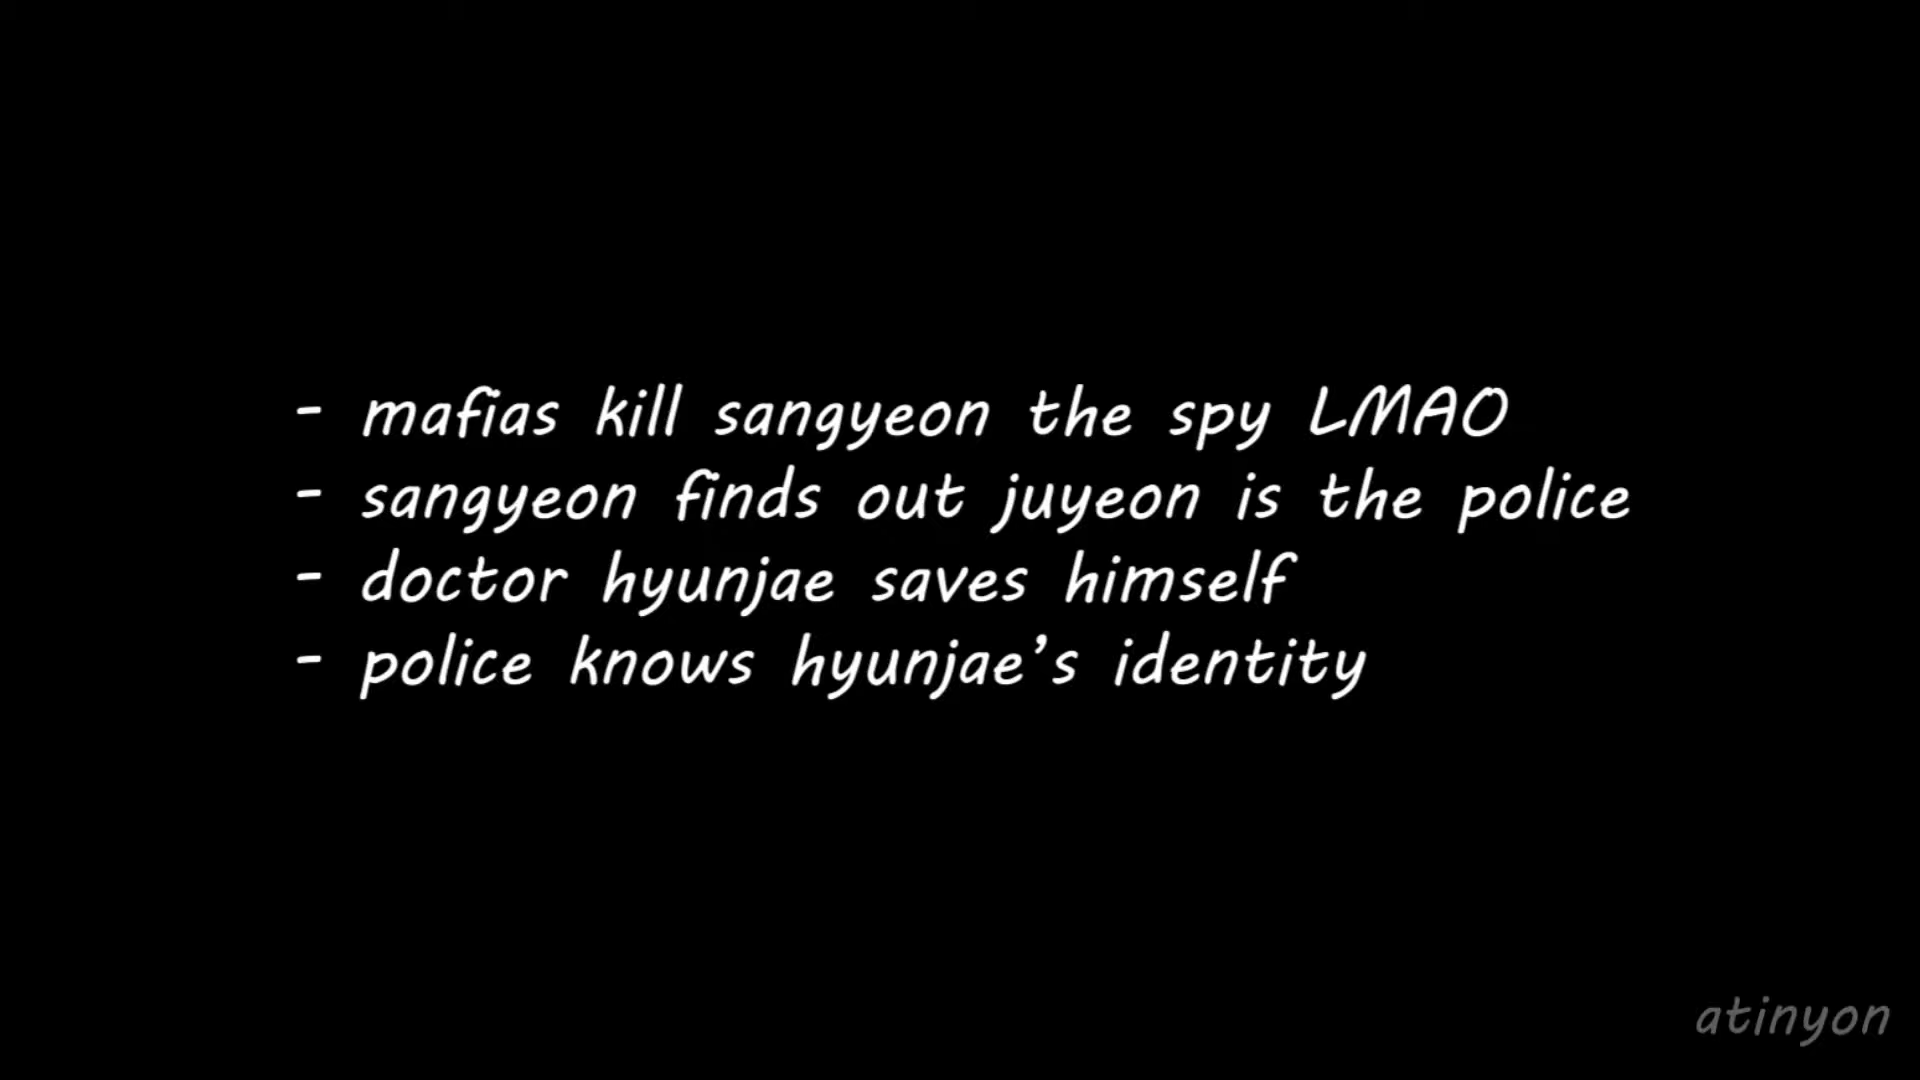 - mafias kill sangyeon the spy LMAO
- sangyeon finds out juyeon is the police
- doctor hyunjae saves himself
- police knows hyunjae’s identity
atinyon